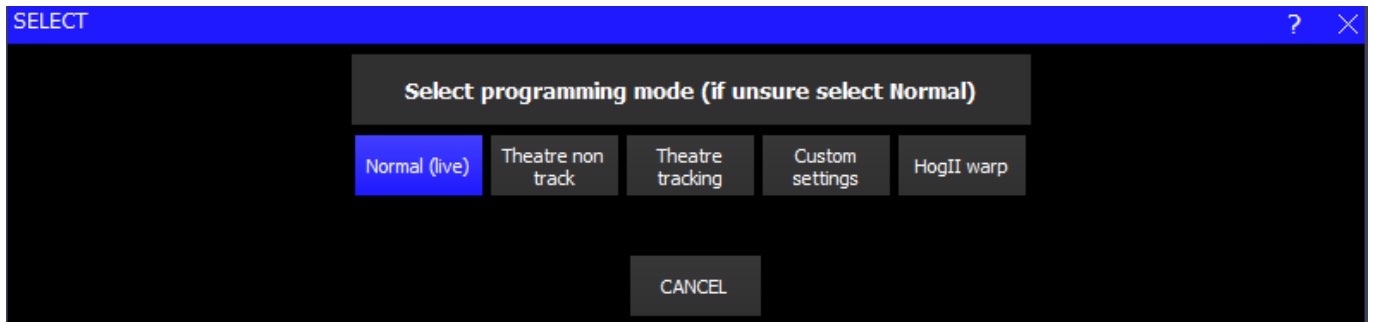 SELECT ?
Select programming mode (if unsure select Normal)
Normal (live)
Theatre non
track
Theatre
tracking
Custom
settings
HogII warp
CANCEL